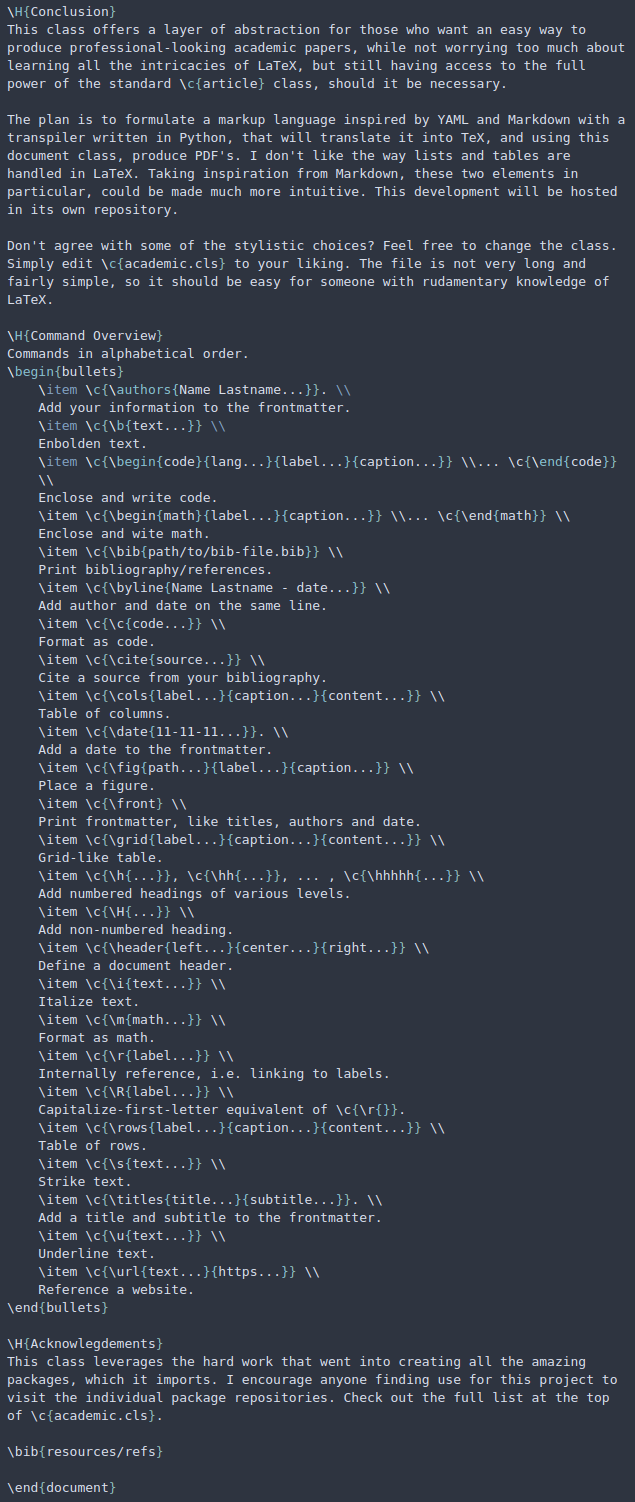 \H{Conclusion}
This class offers a layer of abstraction for those who want an easy way to
produce professional-looking academic papers, while not worrying too much about
learning all the intricacies of LaTeX, but still having access to the full
power of the standard \c{article} class, should it be necessary.

The plan is to formulate a markup language inspired by YAML and Markdown with a
transpiler written in Python, that will translate it into TeX, and using this
document class, produce PDF's. I don't like the way lists and tables are
handled in LaTeX. Taking inspiration from Markdown, these two elements in
particular, could be made much more intuitive. This development will be hosted
in its own repository.

Don't agree with some of the stylistic choices? Feel free to change the class.
Simply edit \c{academic.cls} to your liking. The file is not very long and
fairly simple, so it should be easy for someone with rudamentary knowledge of
LaTeX.

\H{Command Overview}
Commands in alphabetical order.
\begin{bullets}
    \item \c{\authors{Name Lastname...}}. \\
    Add your information to the frontmatter.
    \item \c{\b{text...}} \\
    Enbolden text.
    \item \c{\begin{code}{lang...}{label...}{caption...}} \\... \c{\end{code}}
    \\
    Enclose and write code.
    \item \c{\begin{math}{label...}{caption...}} \\... \c{\end{math}} \\
    Enclose and wite math.
    \item \c{\bib{path/to/bib-file.bib}} \\
    Print bibliography/references.
    \item \c{\byline{Name Lastname - date...}} \\
    Add author and date on the same line.
    \item \c{\c{code...}} \\
    Format as code.
    \item \c{\cite{source...}} \\
    Cite a source from your bibliography.
    \item \c{\cols{label...}{caption...}{content...}} \\
    Table of columns.
    \item \c{\date{11-11-11...}}. \\
    Add a date to the frontmatter.
    \item \c{\fig{path...}{label...}{caption...}} \\
    Place a figure.
    \item \c{\front} \\
    Print frontmatter, like titles, authors and date.
    \item \c{\grid{label...}{caption...}{content...}} \\
    Grid-like table.
    \item \c{\h{...}}, \c{\hh{...}}, ... , \c{\hhhhh{...}} \\
    Add numbered headings of various levels.
    \item \c{\H{...}} \\
    Add non-numbered heading.
    \item \c{\header{left...}{center...}{right...}} \\
    Define a document header.
    \item \c{\i{text...}} \\
    Italize text.
    \item \c{\m{math...}} \\
    Format as math.
    \item \c{\r{label...}} \\
    Internally reference, i.e. linking to labels.
    \item \c{\R{label...}} \\
    Capitalize-first-letter equivalent of \c{\r{}}.
    \item \c{\rows{label...}{caption...}{content...}} \\
    Table of rows.
    \item \c{\s{text...}} \\
    Strike text.
    \item \c{\titles{title...}{subtitle...}}. \\
    Add a title and subtitle to the frontmatter.
    \item \c{\u{text...}} \\
    Underline text.
    \item \c{\url{text...}{https...}} \\
    Reference a website.
\end{bullets}

\H{Acknowlegdements}
This class leverages the hard work that went into creating all the amazing
packages, which it imports. I encourage anyone finding use for this project to
visit the individual package repositories. Check out the full list at the top
of \c{academic.cls}.

\bib{resources/refs}

\end{document}